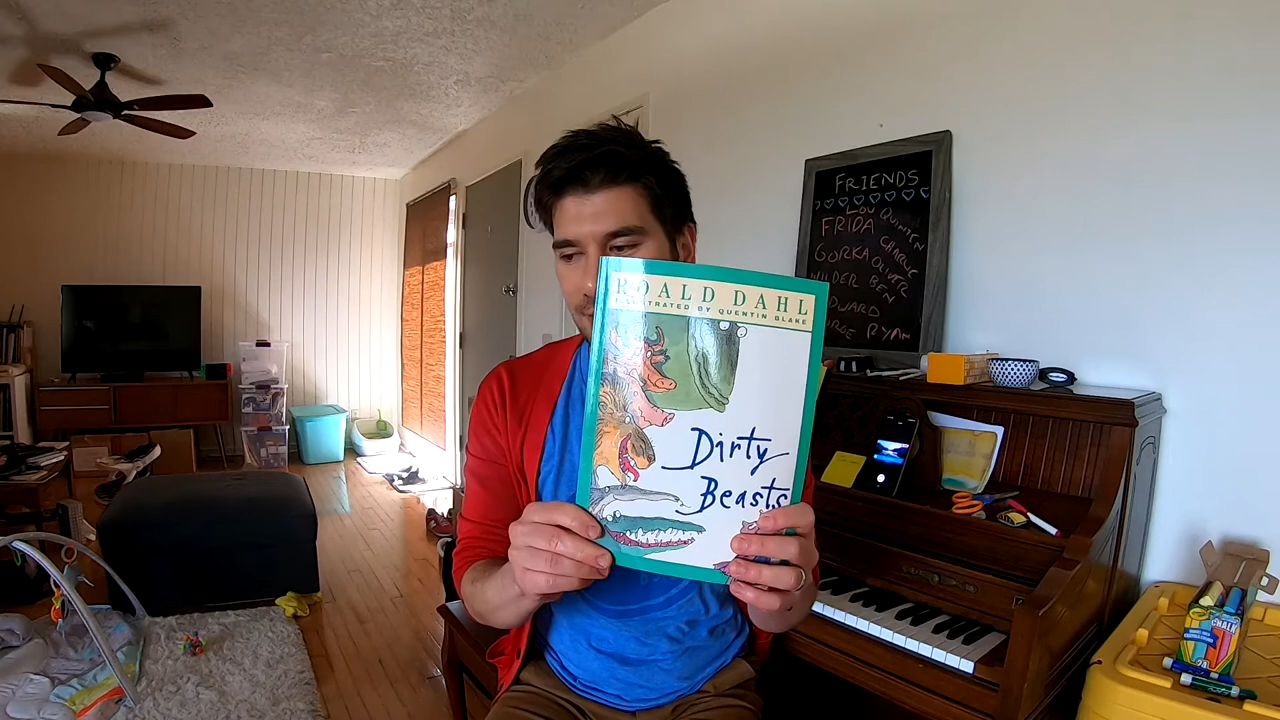 ROALD DAHL
ILLUSTRATED BY QUENTIN BLAKE
Dirty
Beasts
FRIENDS
LOU QUINTEN
FRIDA CHARLIE
GORKA OLIVER
WILDER BEN
RYAN
CHALK
24